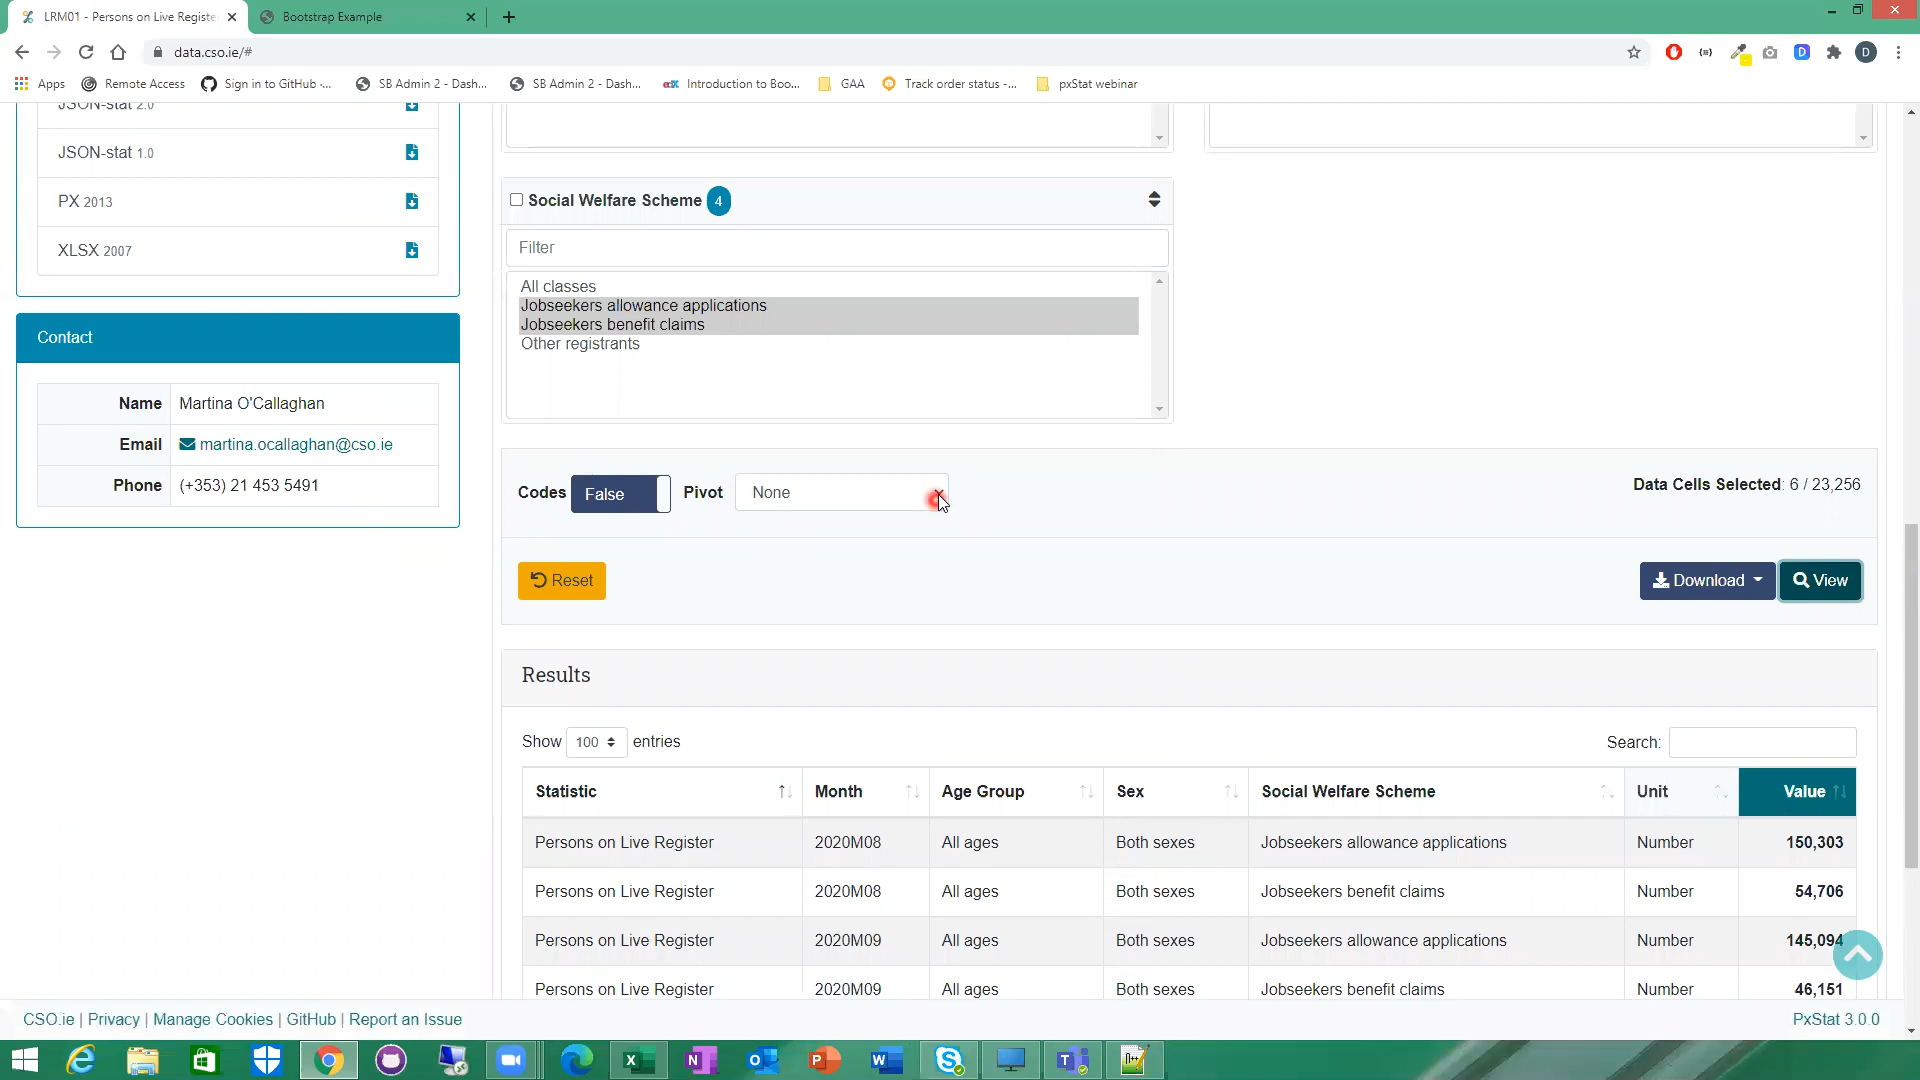 LRM01 - Persons on Live Registe
Bootstrap Example
data.cso.ie/#
Apps
Remote Access
Sign in to GitHub ·...
SB Admin 2 - Dash...
SB Admin 2 - Dash...
edX
Introduction to Boo...
GAA
Track order status -...
pxStat webinar
D
D
JSON-stat 2.0
JSON-stat 1.0
PX 2013
XLSX 2007
Contact
Name Martina O'Callaghan
Email martina.ocallaghan@cso.ie
Phone (+353) 21 453 5491
Social Welfare Scheme 4
Filter
All classes
Jobseekers allowance applications
Jobseekers benefit claims
Other registrants
Codes False Pivot None
Data Cells Selected: 6 / 23,256
Reset
Download
View
Results
Show 100 entries
Search:
Statistic Month Age Group Sex Social Welfare Scheme Unit Value
Persons on Live Register 2020M08 All ages Both sexes Jobseekers allowance applications Number 150,303
Persons on Live Register 2020M08 All ages Both sexes Jobseekers benefit claims Number 54,706
Persons on Live Register 2020M09 All ages Both sexes Jobseekers allowance applications Number 145,094
Persons on Live Register 2020M09 All ages Both sexes Jobseekers benefit claims Number 46,151
CSO.ie | Privacy | Manage Cookies | GitHub | Report an Issue
PxStat 3.0.0